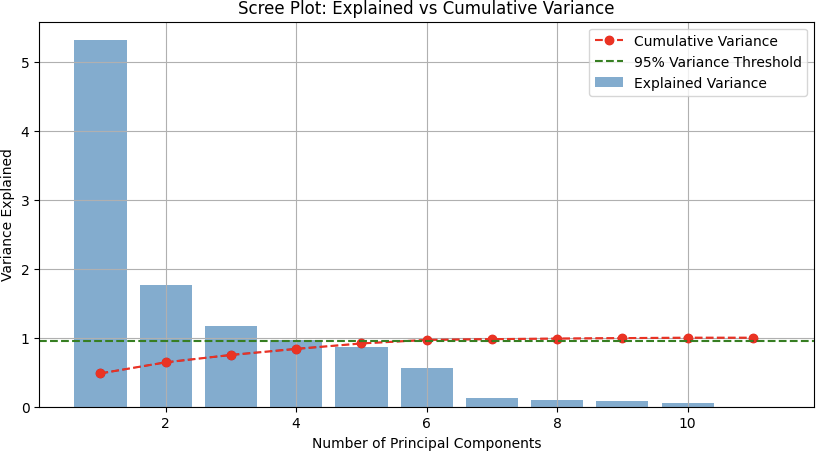 Scree Plot: Explained vs Cumulative Variance
Cumulative Variance
95% Variance Threshold
Explained Variance
Variance Explained
5
4
3
2
1
0
2
4
6
8
10
Number of Principal Components